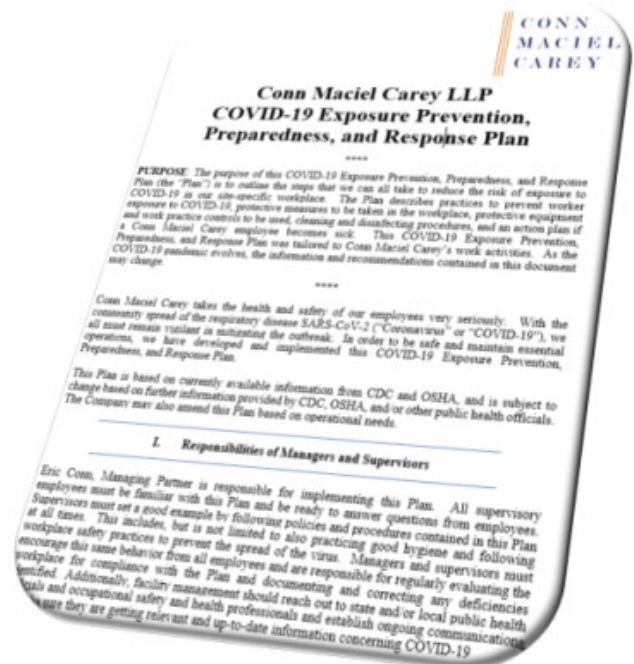 CONN
MACIEL
CAREY
Conn Maciel Carey LLP
COVID-19 Exposure Prevention,
Preparedness, and Response Plan
****
PURPOSE: The purpose of this COVID-19 Exposure Prevention, Preparedness, and Response
Plan (the "Plan") is to outline the steps that we can all take to reduce the risk of exposure to
COVID-19 in our site-specific workplace. The Plan describes practices to prevent worker
exposure to COVID-19, protective measures to be taken in the workplace, protective equipment
and work practice controls to be used, cleaning and disinfecting procedures, and an action plan if
a Conn Maciel Carey employee becomes sick. This COVID-19 Exposure Prevention,
Preparedness, and Response Plan was tailored to Conn Maciel Carey's work activities. As the
COVID-19 pandemic evolves, the information and recommendations contained in this document
may change.
****
Conn Maciel Carey takes the health and safety of our employees very seriously. With the
community spread of the respiratory disease SARS-CoV-2 ("Coronavirus" or "COVID-19"), we
all must remain vigilant in mitigating the outbreak. In order to be safe and maintain essential
operations, we have developed and implemented this COVID-19 Exposure Prevention,
Preparedness, and Response Plan.
This Plan is based on currently available information from CDC and OSHA, and is subject to
change based on further information provided by CDC, OSHA, and/or other public health officials.
The Company may also amend this Plan based on operational needs.
I. Responsibilities of Managers and Supervisors
Eric Conn, Managing Partner is responsible for implementing this Plan. All supervisory
employees must be familiar with this Plan and be ready to answer questions from employees.
Supervisors must set a good example by following policies and procedures contained in this Plan
at all times. This includes, but is not limited to also practicing good hygiene and following
workplace safety practices to prevent the spread of the virus. Managers and supervisors must
encourage this same behavior from all employees and are responsible for regularly evaluating the
workplace for compliance with the Plan and documenting and correcting any deficiencies
Additionally, facility management should reach out to state and/or local public health
and occupational safety and health professionals and establish ongoing communications
sure they are getting relevant and up-to-date information concerning COVID-19